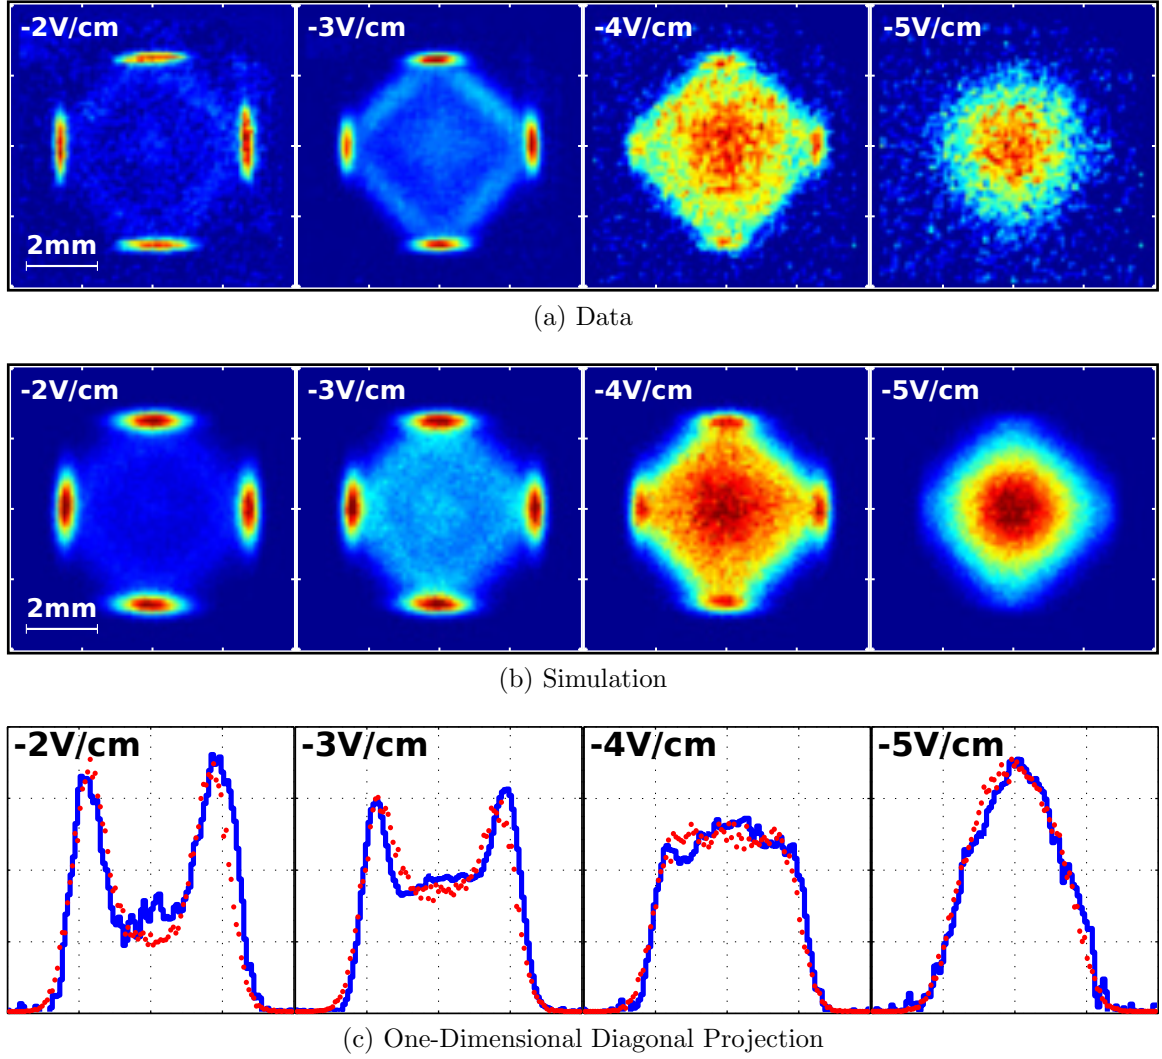 -2V/cm -3V/cm -4V/cm -5V/cm
2mm
(a) Data
-2V/cm -3V/cm -4V/cm -5V/cm
2mm
(b) Simulation
-2V/cm -3V/cm -4V/cm -5V/cm
(c) One-Dimensional Diagonal Projection